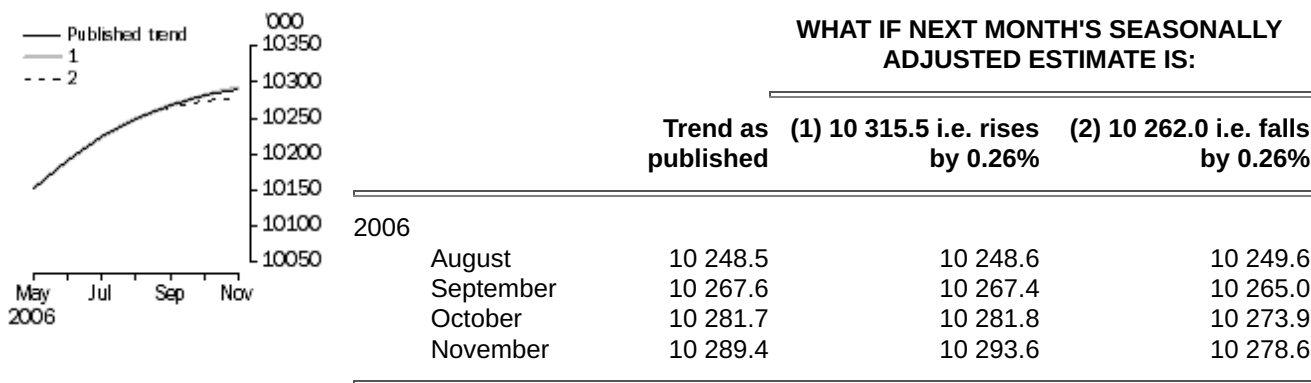 Published trend
1
2
'000
10350
10300
10250
10200
10150
10100
10050
May Jul Sep Nov
2006
WHAT IF NEXT MONTH'S SEASONALLY
ADJUSTED ESTIMATE IS:
Trend as (1) 10 315.5 i.e. rises (2) 10 262.0 i.e. falls
published by 0.26% by 0.26%
2006
August 10 248.5 10 248.6 10 249.6
September 10 267.6 10 267.4 10 265.0
October 10 281.7 10 281.8 10 273.9
November 10 289.4 10 293.6 10 278.6